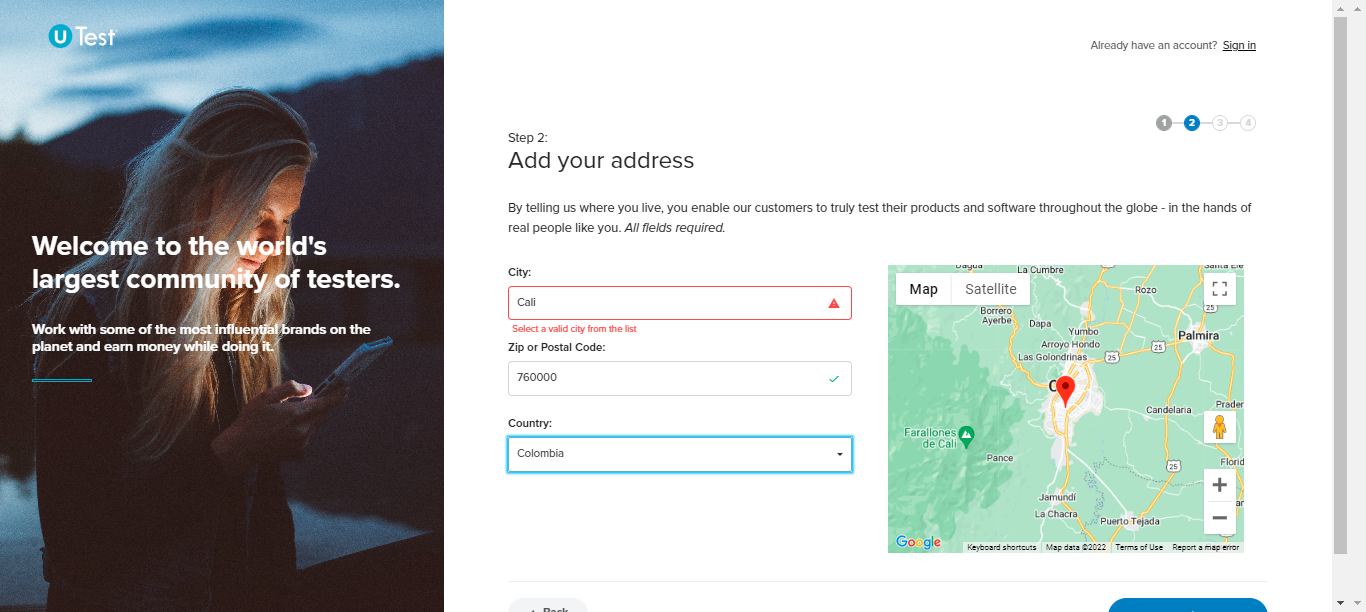 U Test
Already have an account? Sign in
1 2 3 4
Step 2:
Add your address
By telling us where you live, you enable our customers to truly test their products and software throughout the globe - in the hands of
real people like you. All fields required.
Welcome to the world's
largest community of testers.
Work with some of the most influential brands on the
planet and earn money while doing it.
City:
Cali
Select a valid city from the list
Zip or Postal Code:
760000
Country:
Colombia
Map Satellite
Dagua
La Cumbre
Rozo
25
Borrero
Ayerbe
Dapa
Yumbo
Palmira
Arroyo Hondo
25
Las Golondrinas
25
Candelaria
Farallones
de Cali
Pance
25
Jamundí
La Chacra
Puerto Tejada
Google
Keyboard shortcuts Map data ©2022 Terms of Use Report a map error
Back